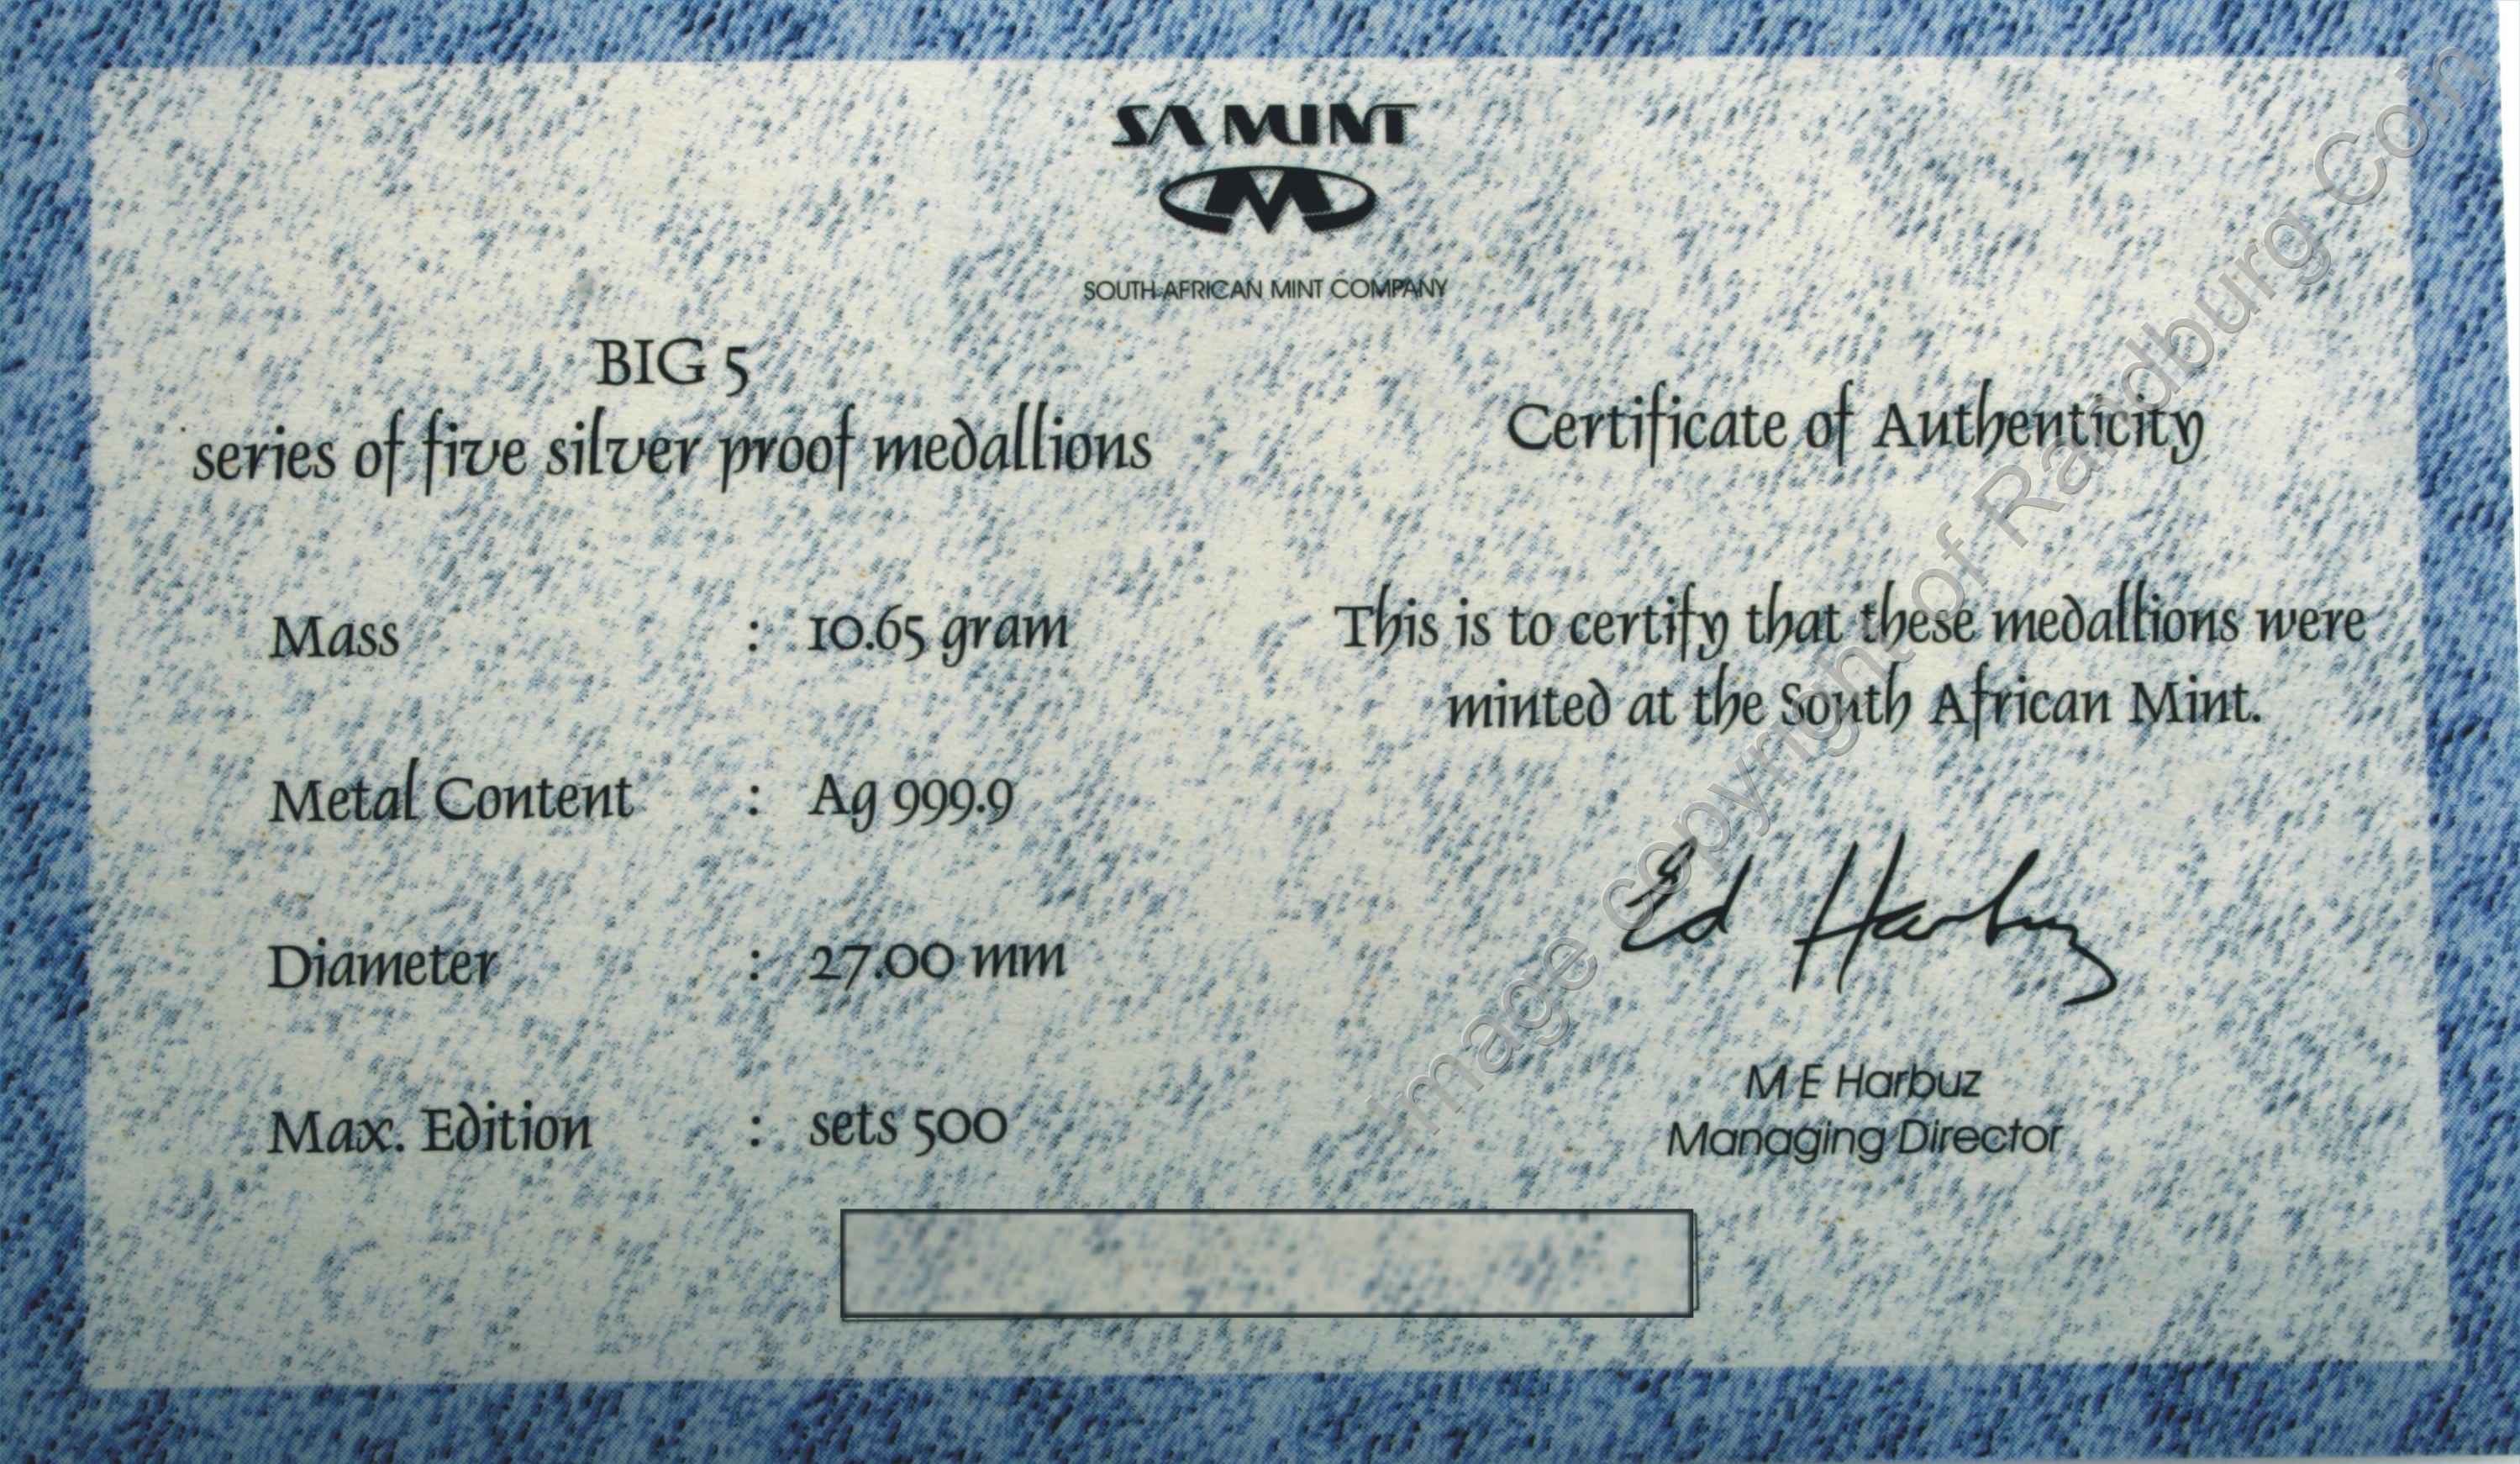 SA MINT
M
SOUTH AFRICAN MINT COMPANY
BIG 5
series of five silver proof medallions
Mass : 10.65 gram
Metal Content : Ag 999.9
Diameter : 27.00 mm
Max. Edition : sets 500
Certificate of Authenticity
This is to certify that these medallions were
minted at the South African Mint.
Ed Harbuz
M E Harbuz
Managing Director
Image copyright of Randburg Coin